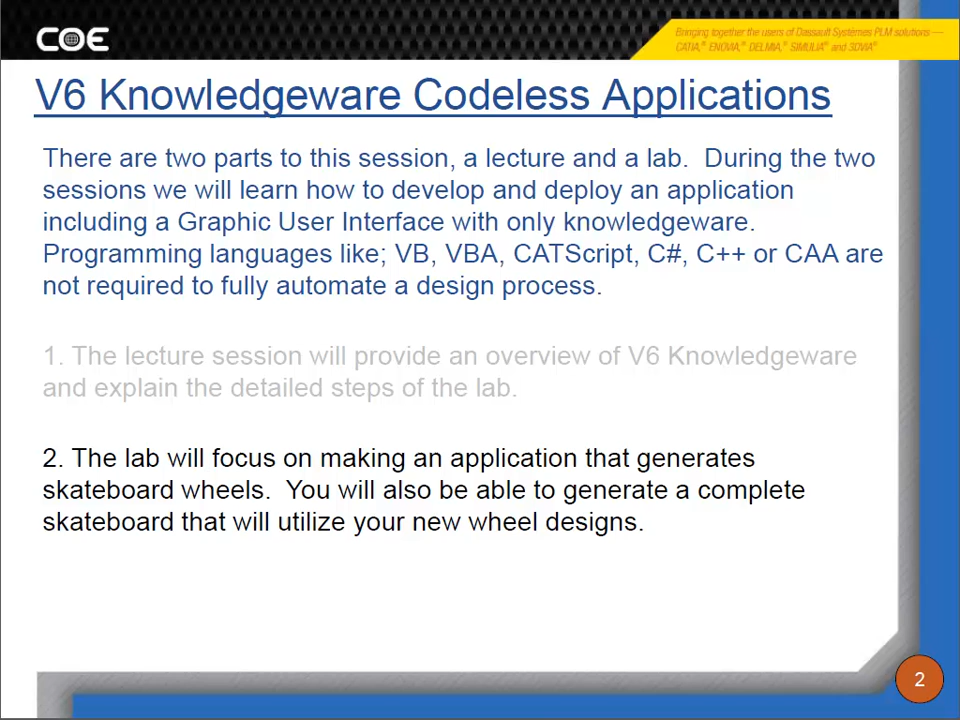 COE
Bringing together the users of Dassault Systemes PLM solutions —
CATIA,® ENOVIA,® DELMIA,® SIMULIA® and 3DVIA®
V6 Knowledgeware Codeless Applications
There are two parts to this session, a lecture and a lab.  During the two
sessions we will learn how to develop and deploy an application
including a Graphic User Interface with only knowledgeware.
Programming languages like; VB, VBA, CATScript, C#, C++ or CAA are
not required to fully automate a design process.
1. The lecture session will provide an overview of V6 Knowledgeware
and explain the detailed steps of the lab.
2. The lab will focus on making an application that generates
skateboard wheels.  You will also be able to generate a complete
skateboard that will utilize your new wheel designs.
2